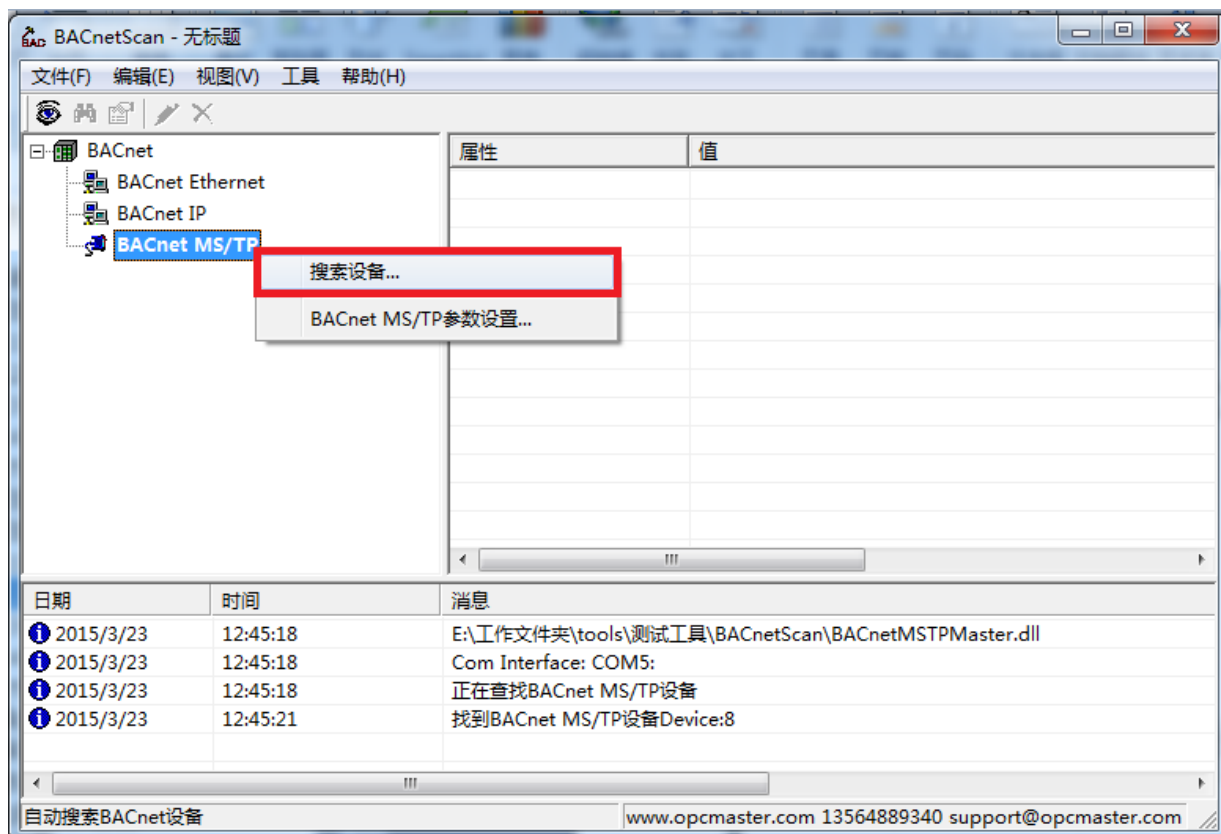 BACnetScan - 无标题
文件(F) 编辑(E) 视图(V) 工具 帮助(H)
BACnet
BACnet Ethernet
BACnet IP
BACnet MS/TP
搜索设备...
BACnet MS/TP参数设置...
属性 值
日期 时间 消息
2015/3/23 12:45:18 E:\工作文件夹\tools\测试工具\BACnetScan\BACnetMSTPMaster.dll
2015/3/23 12:45:18 Com Interface: COM5:
2015/3/23 12:45:18 正在查找BACnet MS/TP设备
2015/3/23 12:45:21 找到BACnet MS/TP设备Device:8
自动搜索BACnet设备 www.opcmaster.com 13564889340 support@opcmaster.com